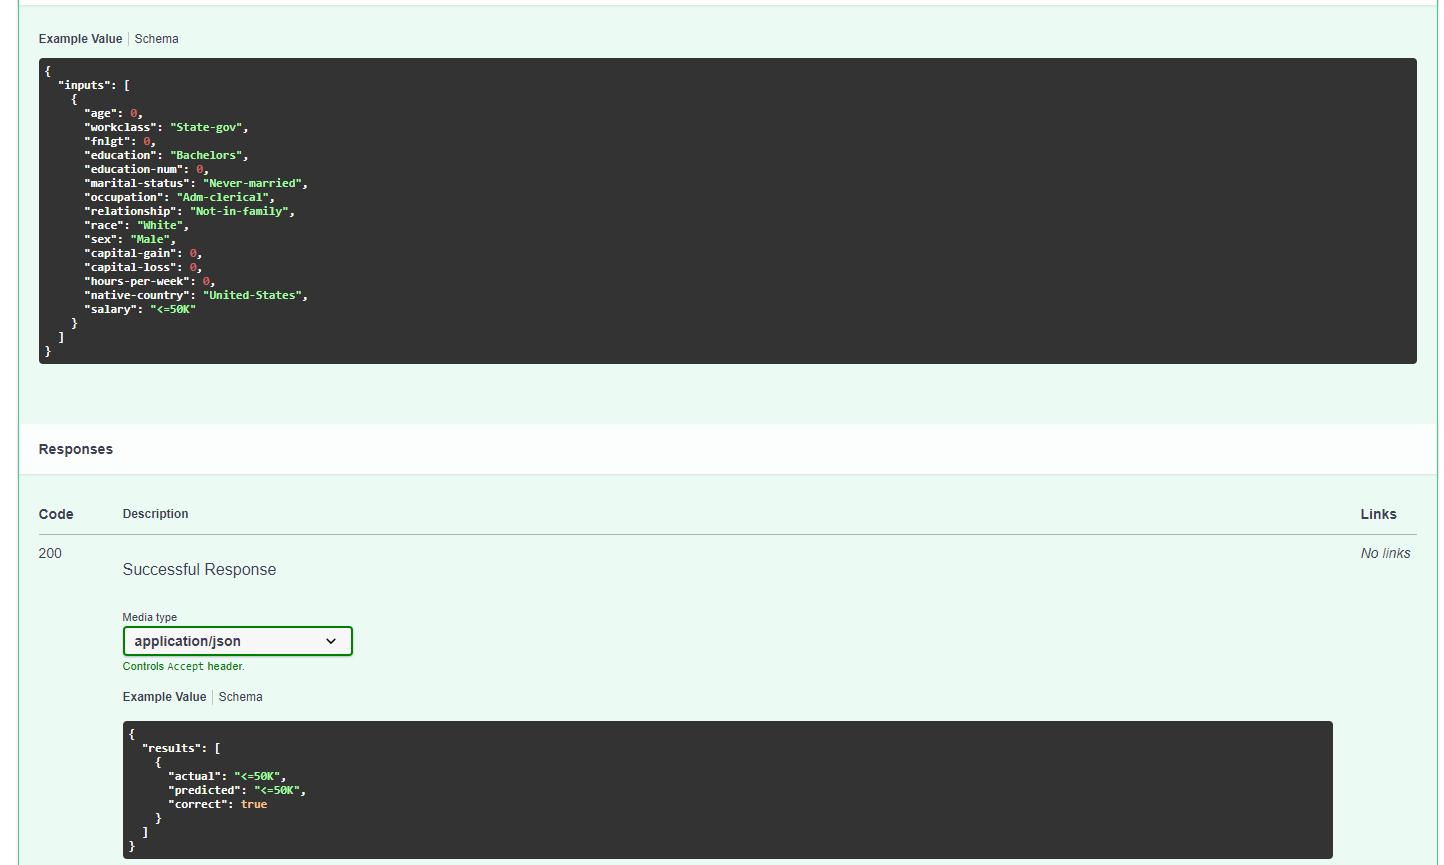 Example Value | Schema
{
  "inputs": [
    {
      "age": 0,
      "workclass": "State-gov",
      "fnlgt": 0,
      "education": "Bachelors",
      "education-num": 0,
      "marital-status": "Never-married",
      "occupation": "Adm-clerical",
      "relationship": "Not-in-family",
      "race": "White",
      "sex": "Male",
      "capital-gain": 0,
      "capital-loss": 0,
      "hours-per-week": 0,
      "native-country": "United-States",
      "salary": "<=50K"
    }
  ]
}
Responses
Code Description Links
200 No links
Successful Response
Media type
application/json
Controls Accept header.
Example Value | Schema
{
  "results": [
    {
      "actual": "<=50K",
      "predicted": "<=50K",
      "correct": true
    }
  ]
}